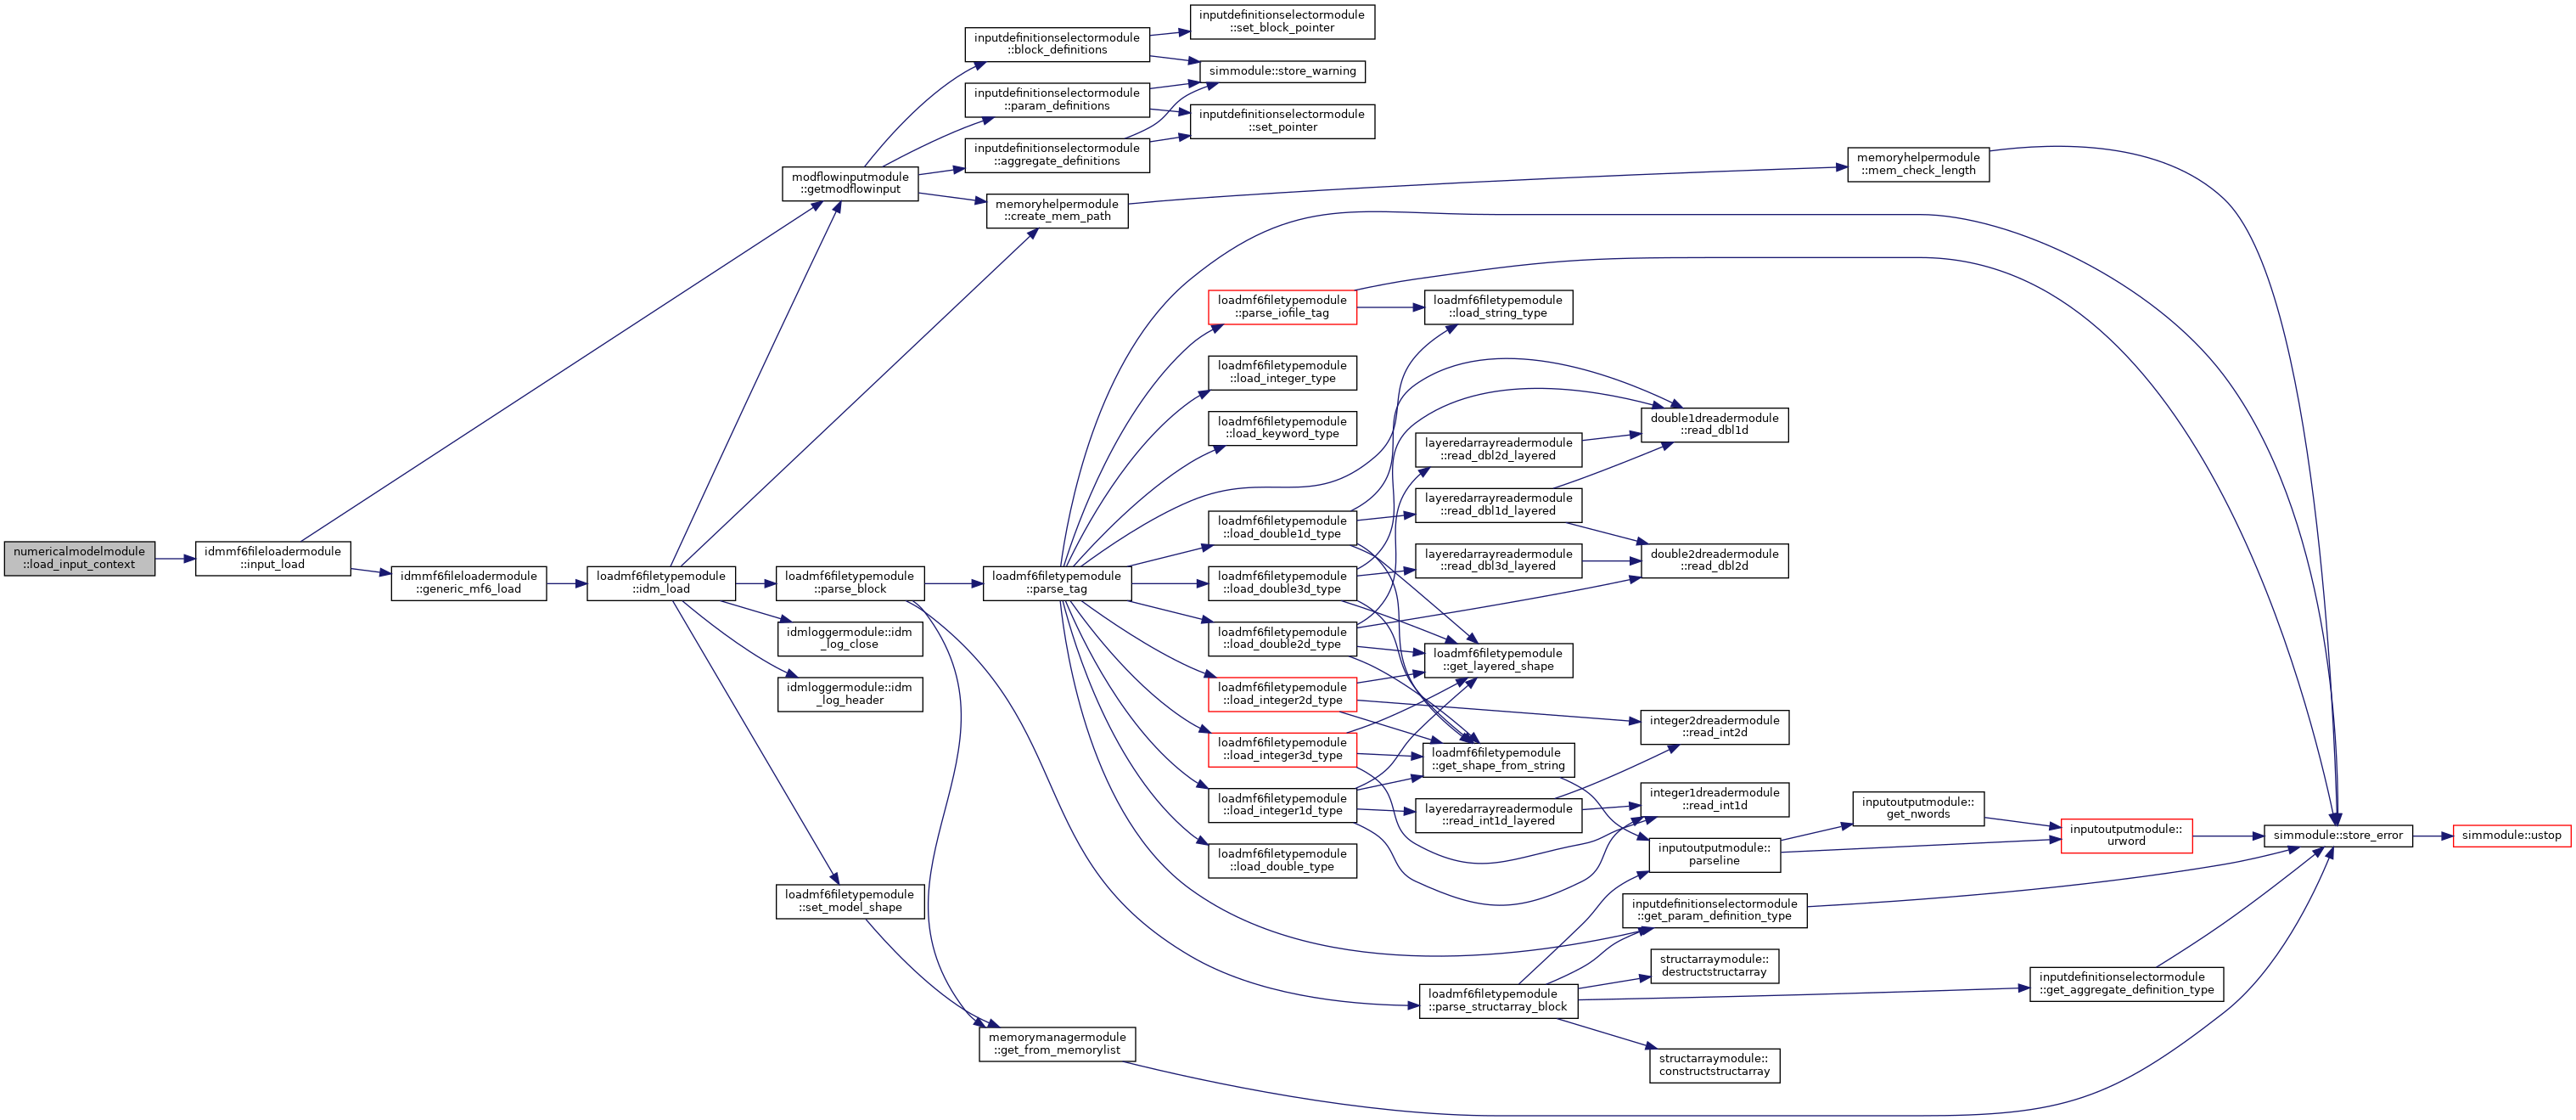 numericalmodelmodule
::load_input_context
idmmf6fileloadermodule
::input_load
idmmf6fileloadermodule
::generic_mf6_load
loadmf6filetypemodule
::idm_load
modflowinputmodule
::getmodflowinput
loadmf6filetypemodule
::parse_block
idmloggermodule::idm
_log_close
idmloggermodule::idm
_log_header
loadmf6filetypemodule
::set_model_shape
inputdefinitionselectormodule
::block_definitions
inputdefinitionselectormodule
::param_definitions
inputdefinitionselectormodule
::aggregate_definitions
memoryhelpermodule
::create_mem_path
loadmf6filetypemodule
::parse_tag
memorymanagermodule
::get_from_memorylist
inputdefinitionselectormodule
::set_block_pointer
simmodule::store_warning
inputdefinitionselectormodule
::set_pointer
loadmf6filetypemodule
::parse_iofile_tag
loadmf6filetypemodule
::load_integer_type
loadmf6filetypemodule
::load_keyword_type
loadmf6filetypemodule
::load_double1d_type
loadmf6filetypemodule
::load_double3d_type
loadmf6filetypemodule
::load_double2d_type
loadmf6filetypemodule
::load_integer2d_type
loadmf6filetypemodule
::load_integer3d_type
loadmf6filetypemodule
::load_integer1d_type
loadmf6filetypemodule
::load_double_type
loadmf6filetypemodule
::load_string_type
layeredarrayreadermodule
::read_dbl2d_layered
layeredarrayreadermodule
::read_dbl1d_layered
layeredarrayreadermodule
::read_dbl3d_layered
loadmf6filetypemodule
::get_layered_shape
loadmf6filetypemodule
::get_shape_from_string
layeredarrayreadermodule
::read_int1d_layered
loadmf6filetypemodule
::parse_structarray_block
double1dreadermodule
::read_dbl1d
double2dreadermodule
::read_dbl2d
integer2dreadermodule
::read_int2d
integer1dreadermodule
::read_int1d
inputoutputmodule::
parseline
inputdefinitionselectormodule
::get_param_definition_type
structarraymodule::
destructstructarray
structarraymodule::
constructstructarray
memoryhelpermodule
::mem_check_length
inputoutputmodule::
get_nwords
inputoutputmodule::
urword
inputdefinitionselectormodule
::get_aggregate_definition_type
simmodule::store_error
simmodule::ustop